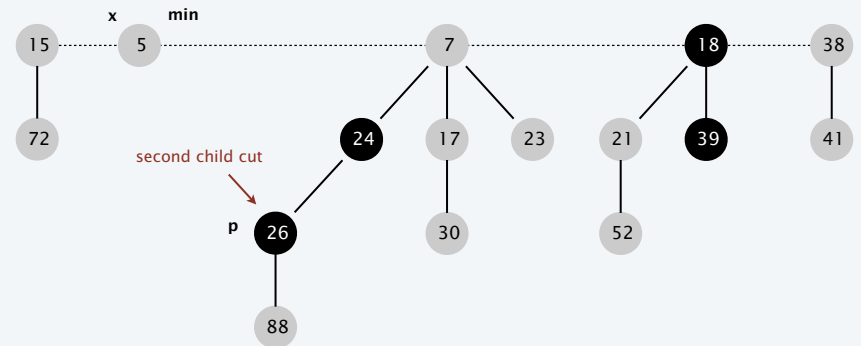 x min
15 5 7 18 38
72 24 17 23 21 39 41
second child cut
p 26 30 52
88